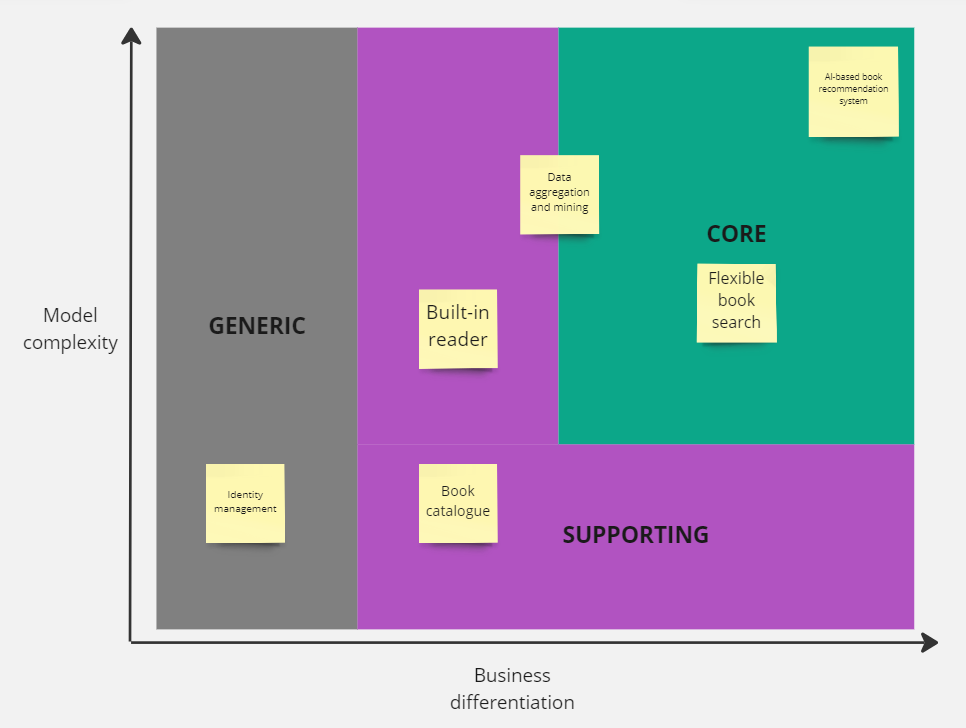 AI-based book
recommendation
system
Data
aggregation
and mining
CORE
Flexible
book
search
Built-in
reader
GENERIC
Model
complexity
Identity
management
Book
catalogue
SUPPORTING
Business
differentiation